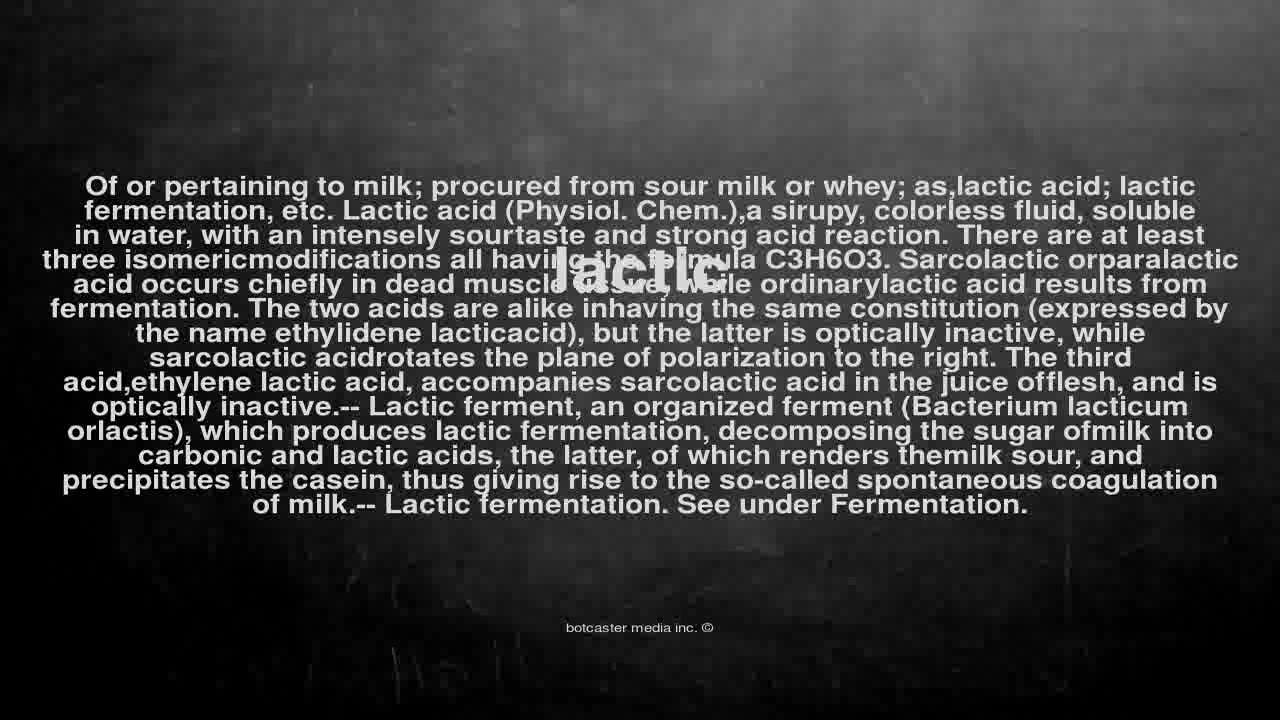 Of or pertaining to milk; procured from sour milk or whey; as,lactic acid; lactic
fermentation, etc. Lactic acid (Physiol. Chem.),a sirupy, colorless fluid, soluble
in water, with an intensely sourtaste and strong acid reaction. There are at least
three isomericmodifications all having the formula C3H6O3. Sarcolactic orparalactic
lactic
acid occurs chiefly in dead muscle tissue, while ordinarylactic acid results from
fermentation. The two acids are alike inhaving the same constitution (expressed by
the name ethylidene lacticacid), but the latter is optically inactive, while
sarcolactic acidrotates the plane of polarization to the right. The third
acid,ethylene lactic acid, accompanies sarcolactic acid in the juice offlesh, and is
optically inactive.-- Lactic ferment, an organized ferment (Bacterium lacticum
orlactis), which produces lactic fermentation, decomposing the sugar ofmilk into
carbonic and lactic acids, the latter, of which renders themilk sour, and
precipitates the casein, thus giving rise to the so-called spontaneous coagulation
of milk.-- Lactic fermentation. See under Fermentation.
botcaster media inc. ©